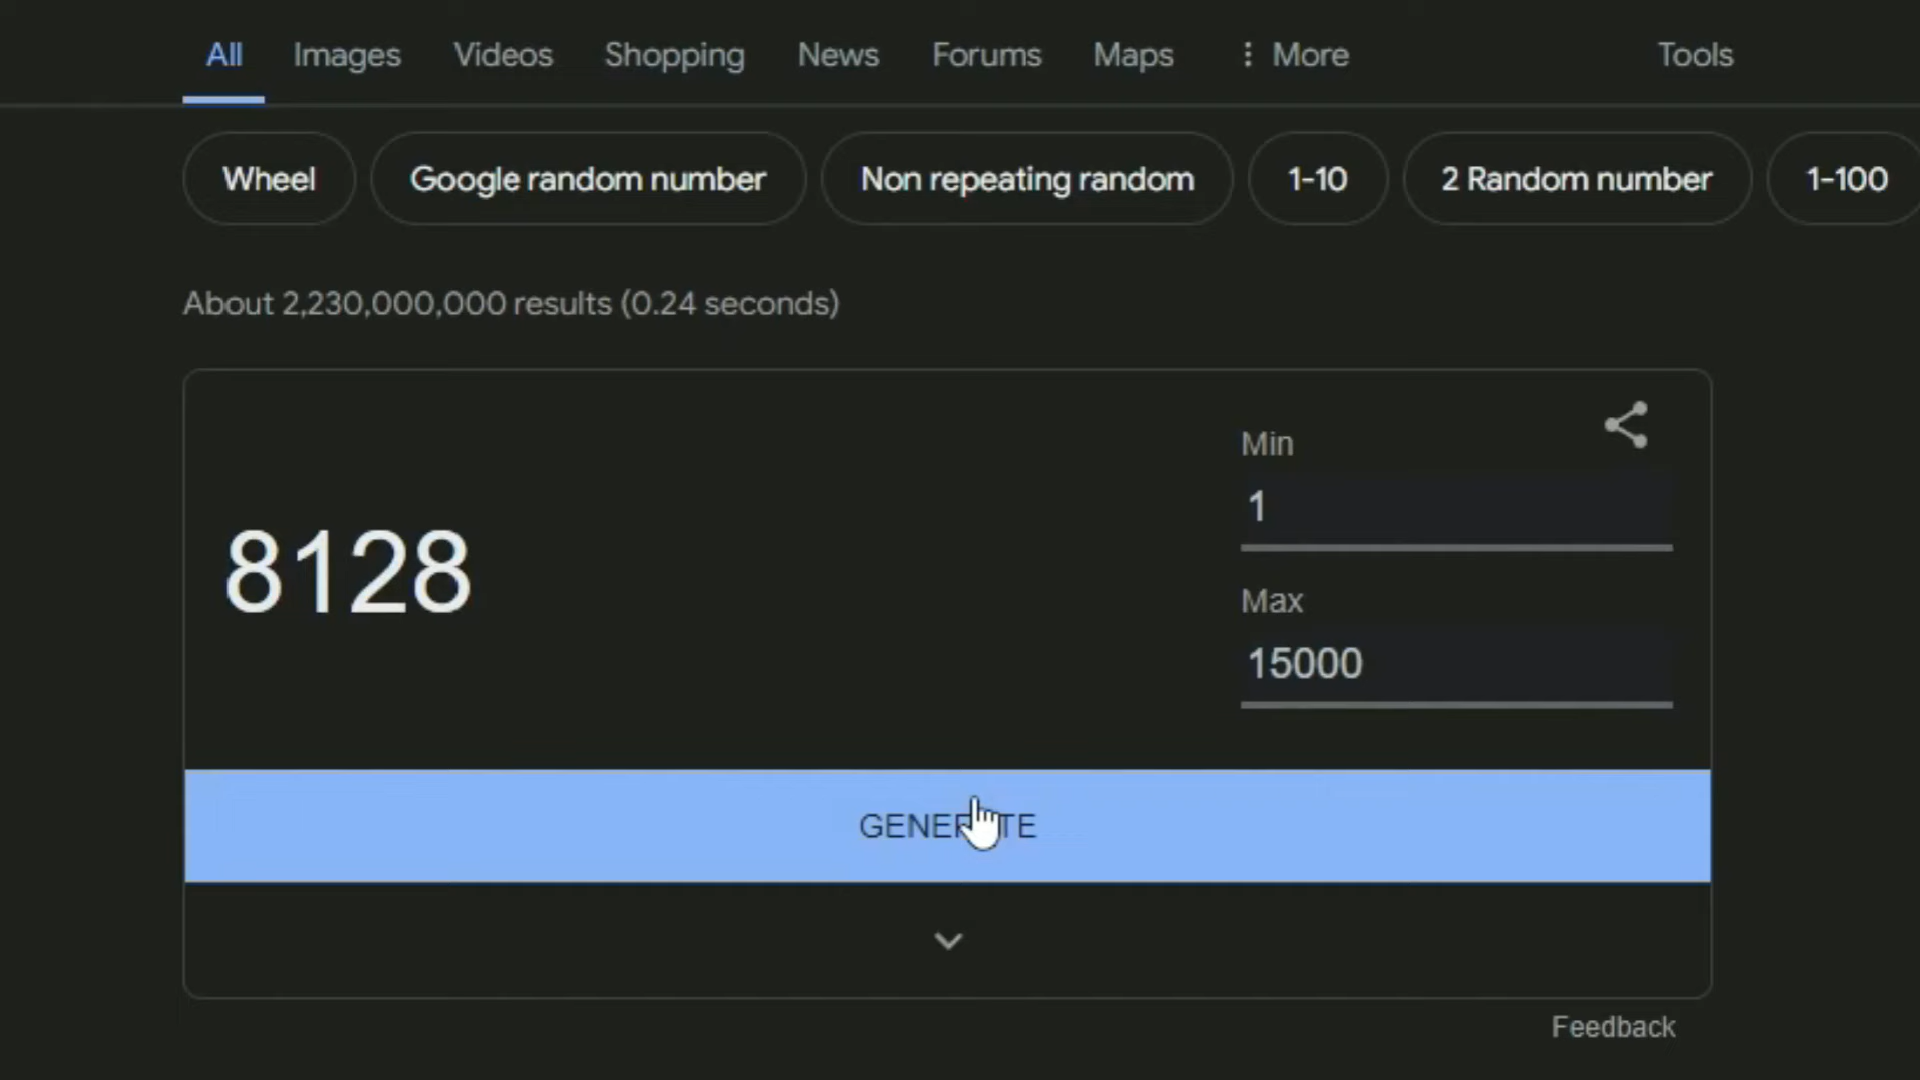 All Images Videos Shopping News Forums Maps More Tools
Wheel Google random number Non repeating random 1-10 2 Random number 1-100
About 2,230,000,000 results (0.24 seconds)
Min
1
8128
Max
15000
GENERATE
Feedback